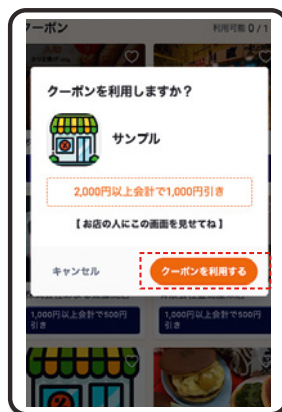 クーポン
利用可能 0 / 1
クーポンを利用しますか？
サンプル
2,000円以上会計で1,000円引き
【 お店の人にこの画面を見せてね 】
キャンセル
クーポンを利用する
1,000円以上会計で500円引き
1,000円以上会計で500円引き